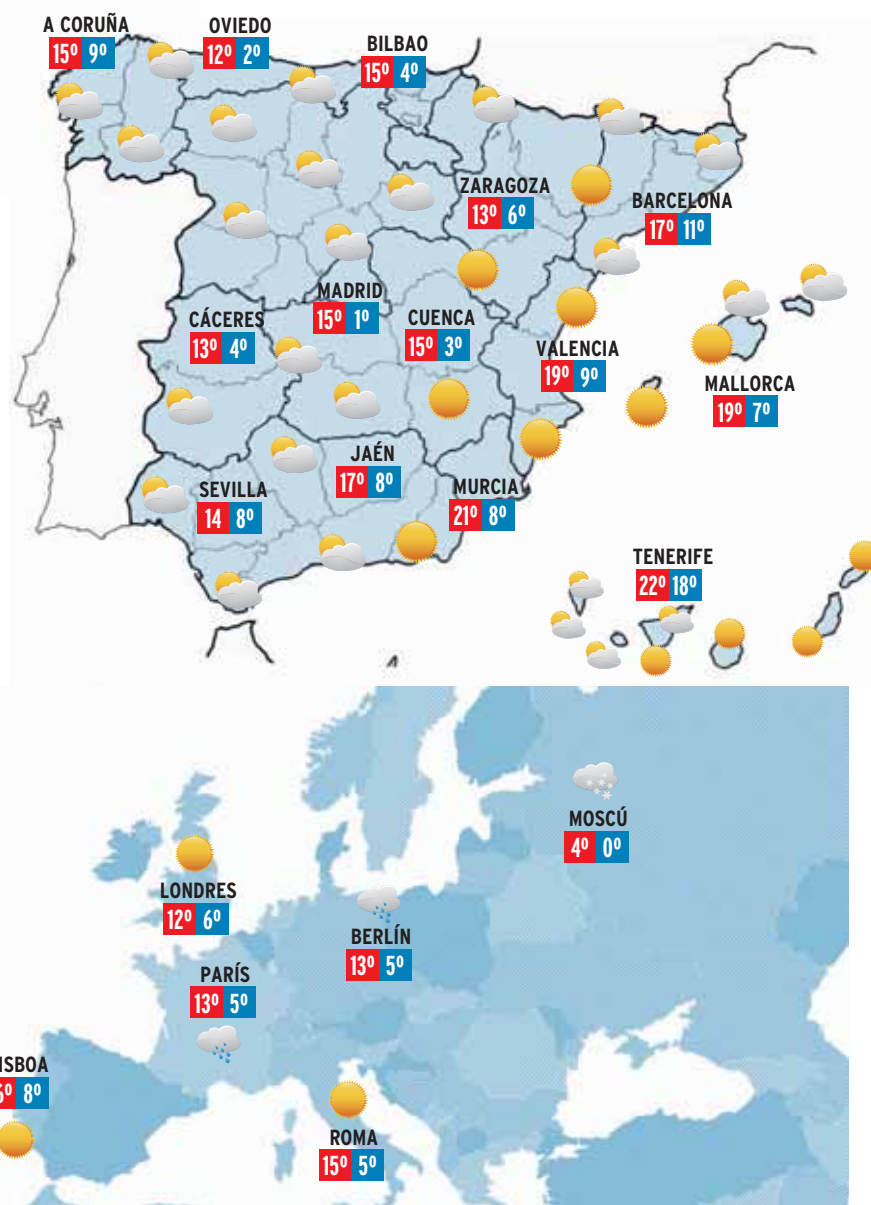 A CORUÑA
15º 9º
OVIEDO
12º 2º
BILBAO
15º 4º
ZARAGOZA
13º 6º
BARCELONA
17º 11º
MADRID
15º 1º
CÁCERES
13º 4º
CUENCA
15º 3º
VALENCIA
19º 9º
MALLORCA
19º 7º
JAÉN
17º 8º
SEVILLA
14 8º
MURCIA
21º 8º
TENERIFE
22º 18º
MOSCÚ
4º 0º
LONDRES
12º 6º
BERLÍN
13º 5º
PARÍS
13º 5º
ISBOA
8º
ROMA
15º 5º